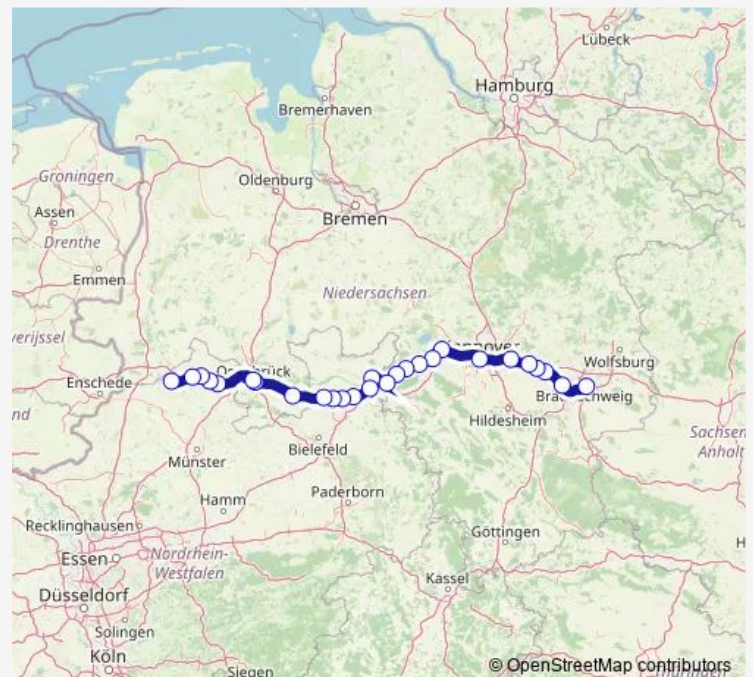 Lübeck
Hamburg
Bremerhaven
Groningen
Oldenburg
Assen
Bremen
Drenthe
Emmen
Niedersachsen
Wolfsburg
Enschede
Hildesheim
Bielefeld
Sachsen
Anhalt
Münster
Hamm
Paderborn
Recklinghausen
Göttingen
Essen
Nordrhein-
Westfalen
Kassel
Düsseldorf
Solingen
Köln
Siegen
© OpenStreetMap contributors